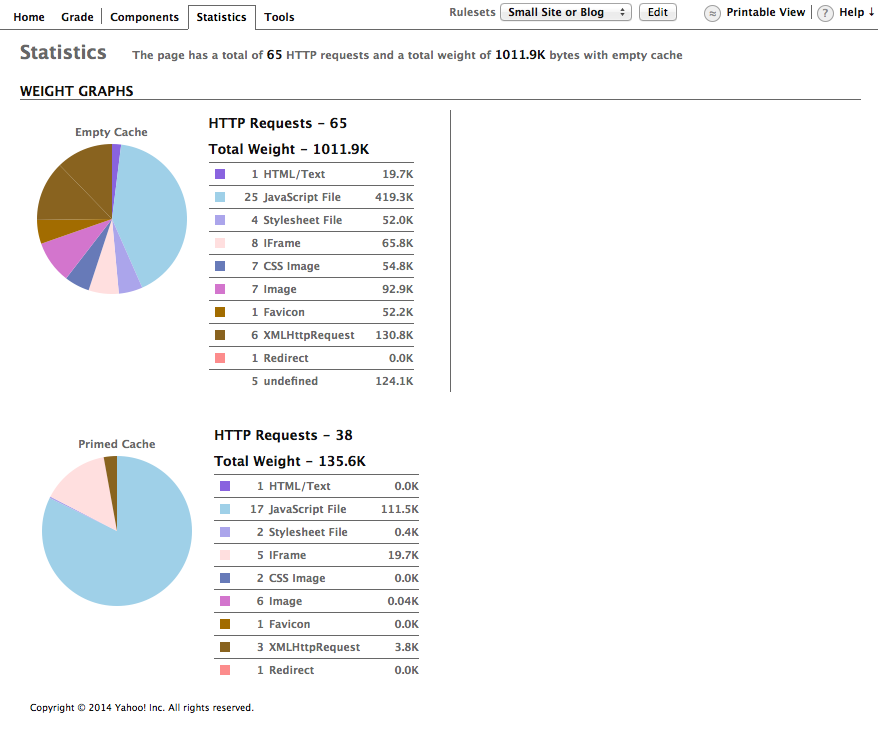 Home Grade Components Statistics Tools Rulesets Small Site or Blog Edit ≈ Printable View ? Help ↓
Statistics The page has a total of 65 HTTP requests and a total weight of 1011.9K bytes with empty cache
WEIGHT GRAPHS
Empty Cache
HTTP Requests – 65
Total Weight – 1011.9K
1 HTML/Text 19.7K
25 JavaScript File 419.3K
4 Stylesheet File 52.0K
8 IFrame 65.8K
7 CSS Image 54.8K
7 Image 92.9K
1 Favicon 52.2K
6 XMLHttpRequest 130.8K
1 Redirect 0.0K
5 undefined 124.1K
Primed Cache
HTTP Requests – 38
Total Weight – 135.6K
1 HTML/Text 0.0K
17 JavaScript File 111.5K
2 Stylesheet File 0.4K
5 IFrame 19.7K
2 CSS Image 0.0K
6 Image 0.04K
1 Favicon 0.0K
3 XMLHttpRequest 3.8K
1 Redirect 0.0K
Copyright © 2014 Yahoo! Inc. All rights reserved.